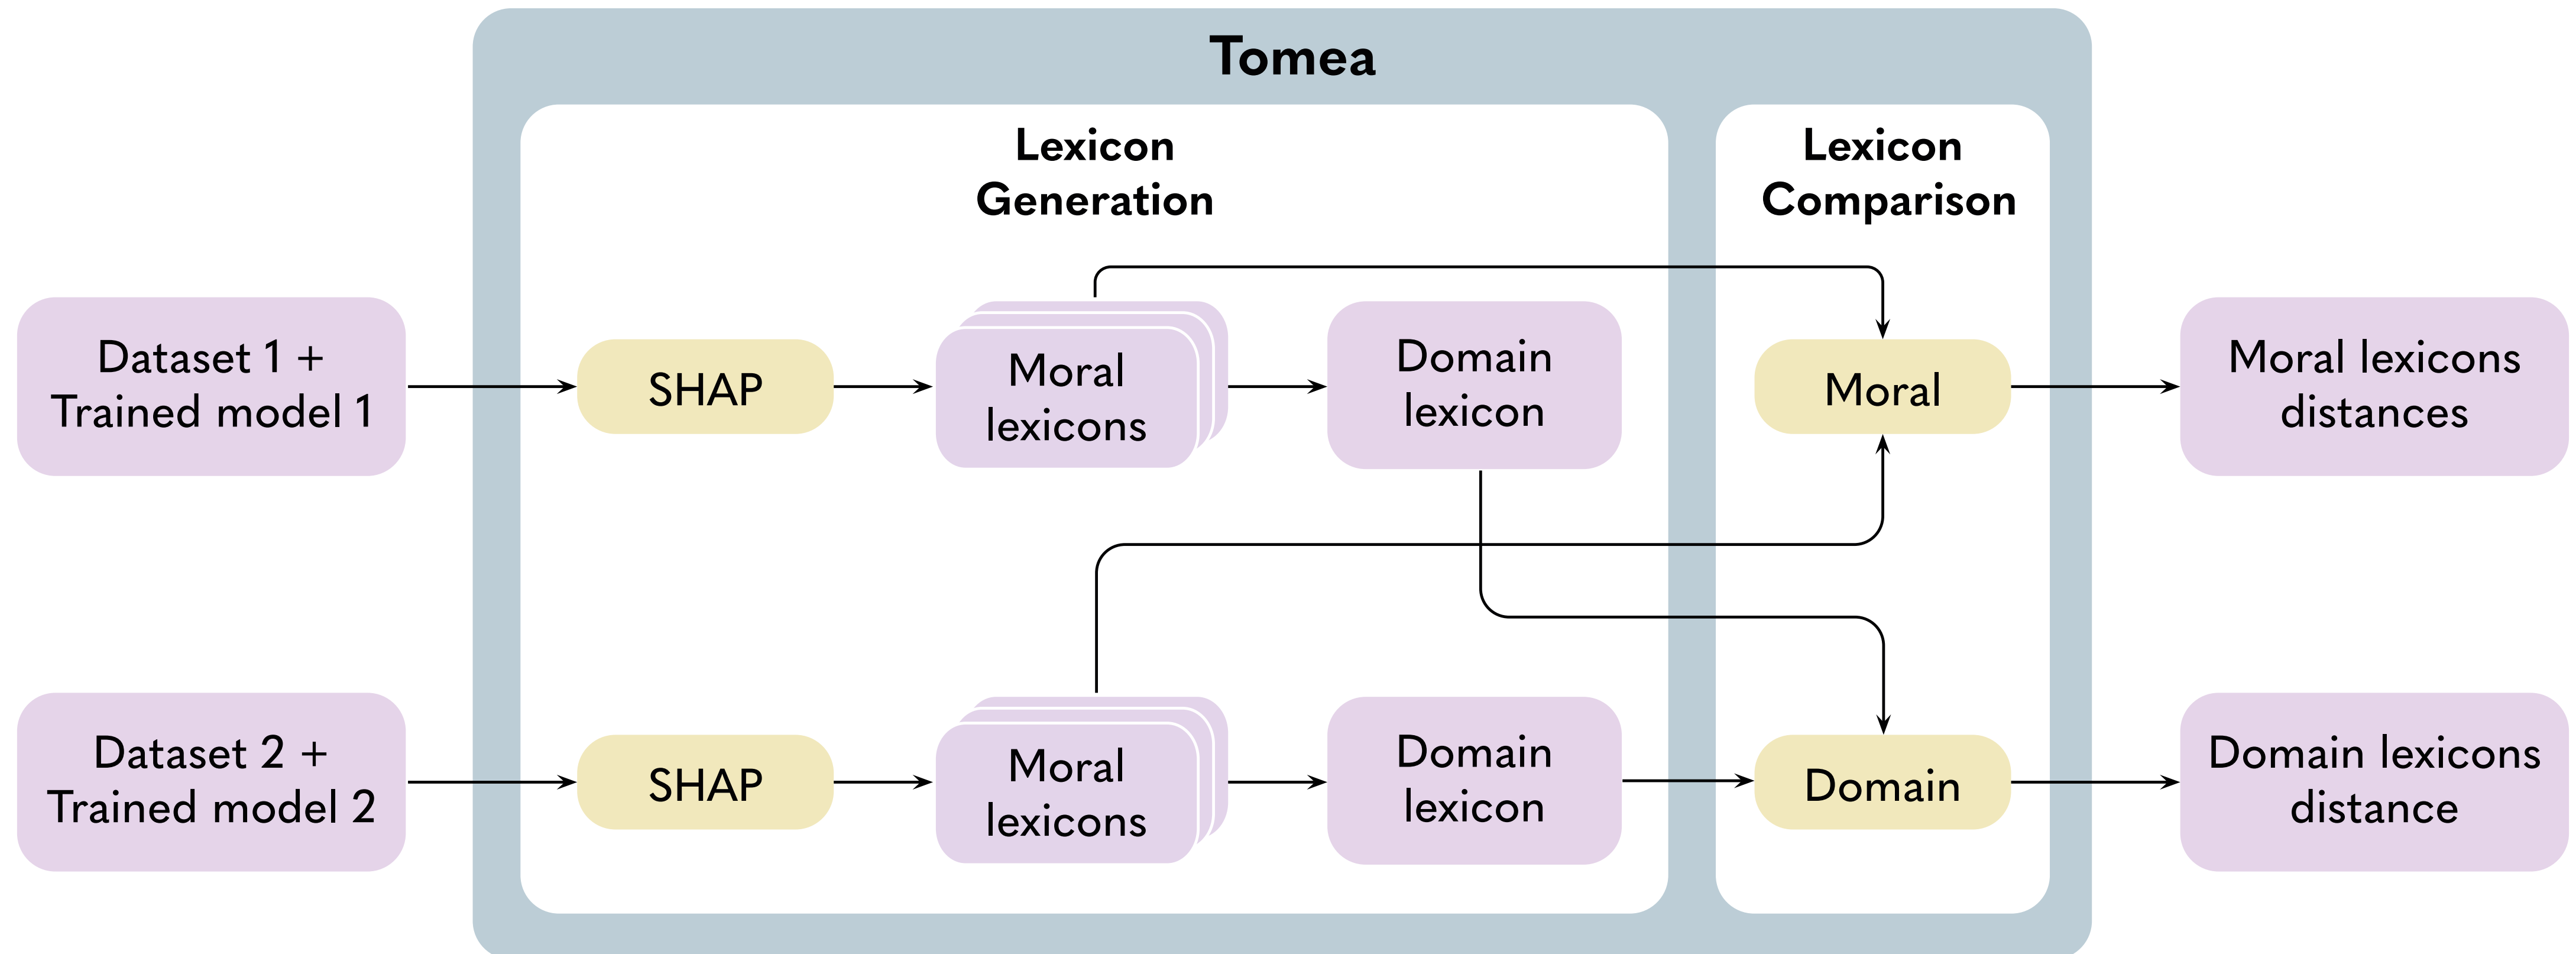 Tomea
Lexicon
Generation
Lexicon
Comparison
Dataset 1 +
Trained model 1
SHAP
Moral
lexicons
Domain
lexicon
Moral
Moral lexicons
distances
Dataset 2 +
Trained model 2
SHAP
Moral
lexicons
Domain
lexicon
Domain
Domain lexicons
distance